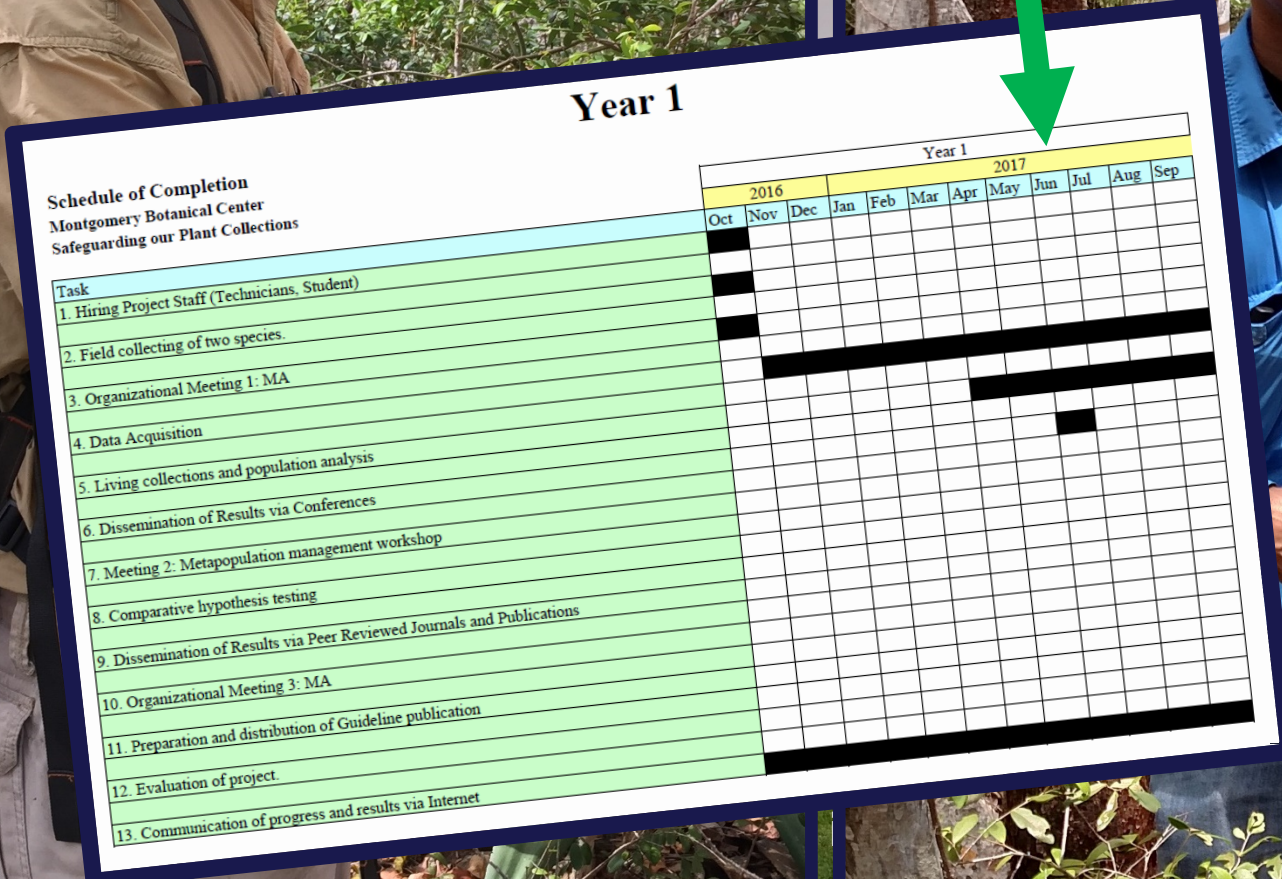 Year 1
Schedule of Completion
Montgomery Botanical Center
Safeguarding our Plant Collections
Year 1
2016 2017
Task Oct Nov Dec Jan Feb Mar Apr May Jun Jul Aug Sep
1. Hiring Project Staff (Technicians, Student)
2. Field collecting of two species.
3. Organizational Meeting 1: MA
4. Data Acquisition
5. Living collections and population analysis
6. Dissemination of Results via Conferences
7. Meeting 2: Metapopulation management workshop
8. Comparative hypothesis testing
9. Dissemination of Results via Peer Reviewed Journals and Publications
10. Organizational Meeting 3: MA
11. Preparation and distribution of Guideline publication
12. Evaluation of project.
13. Communication of progress and results via Internet